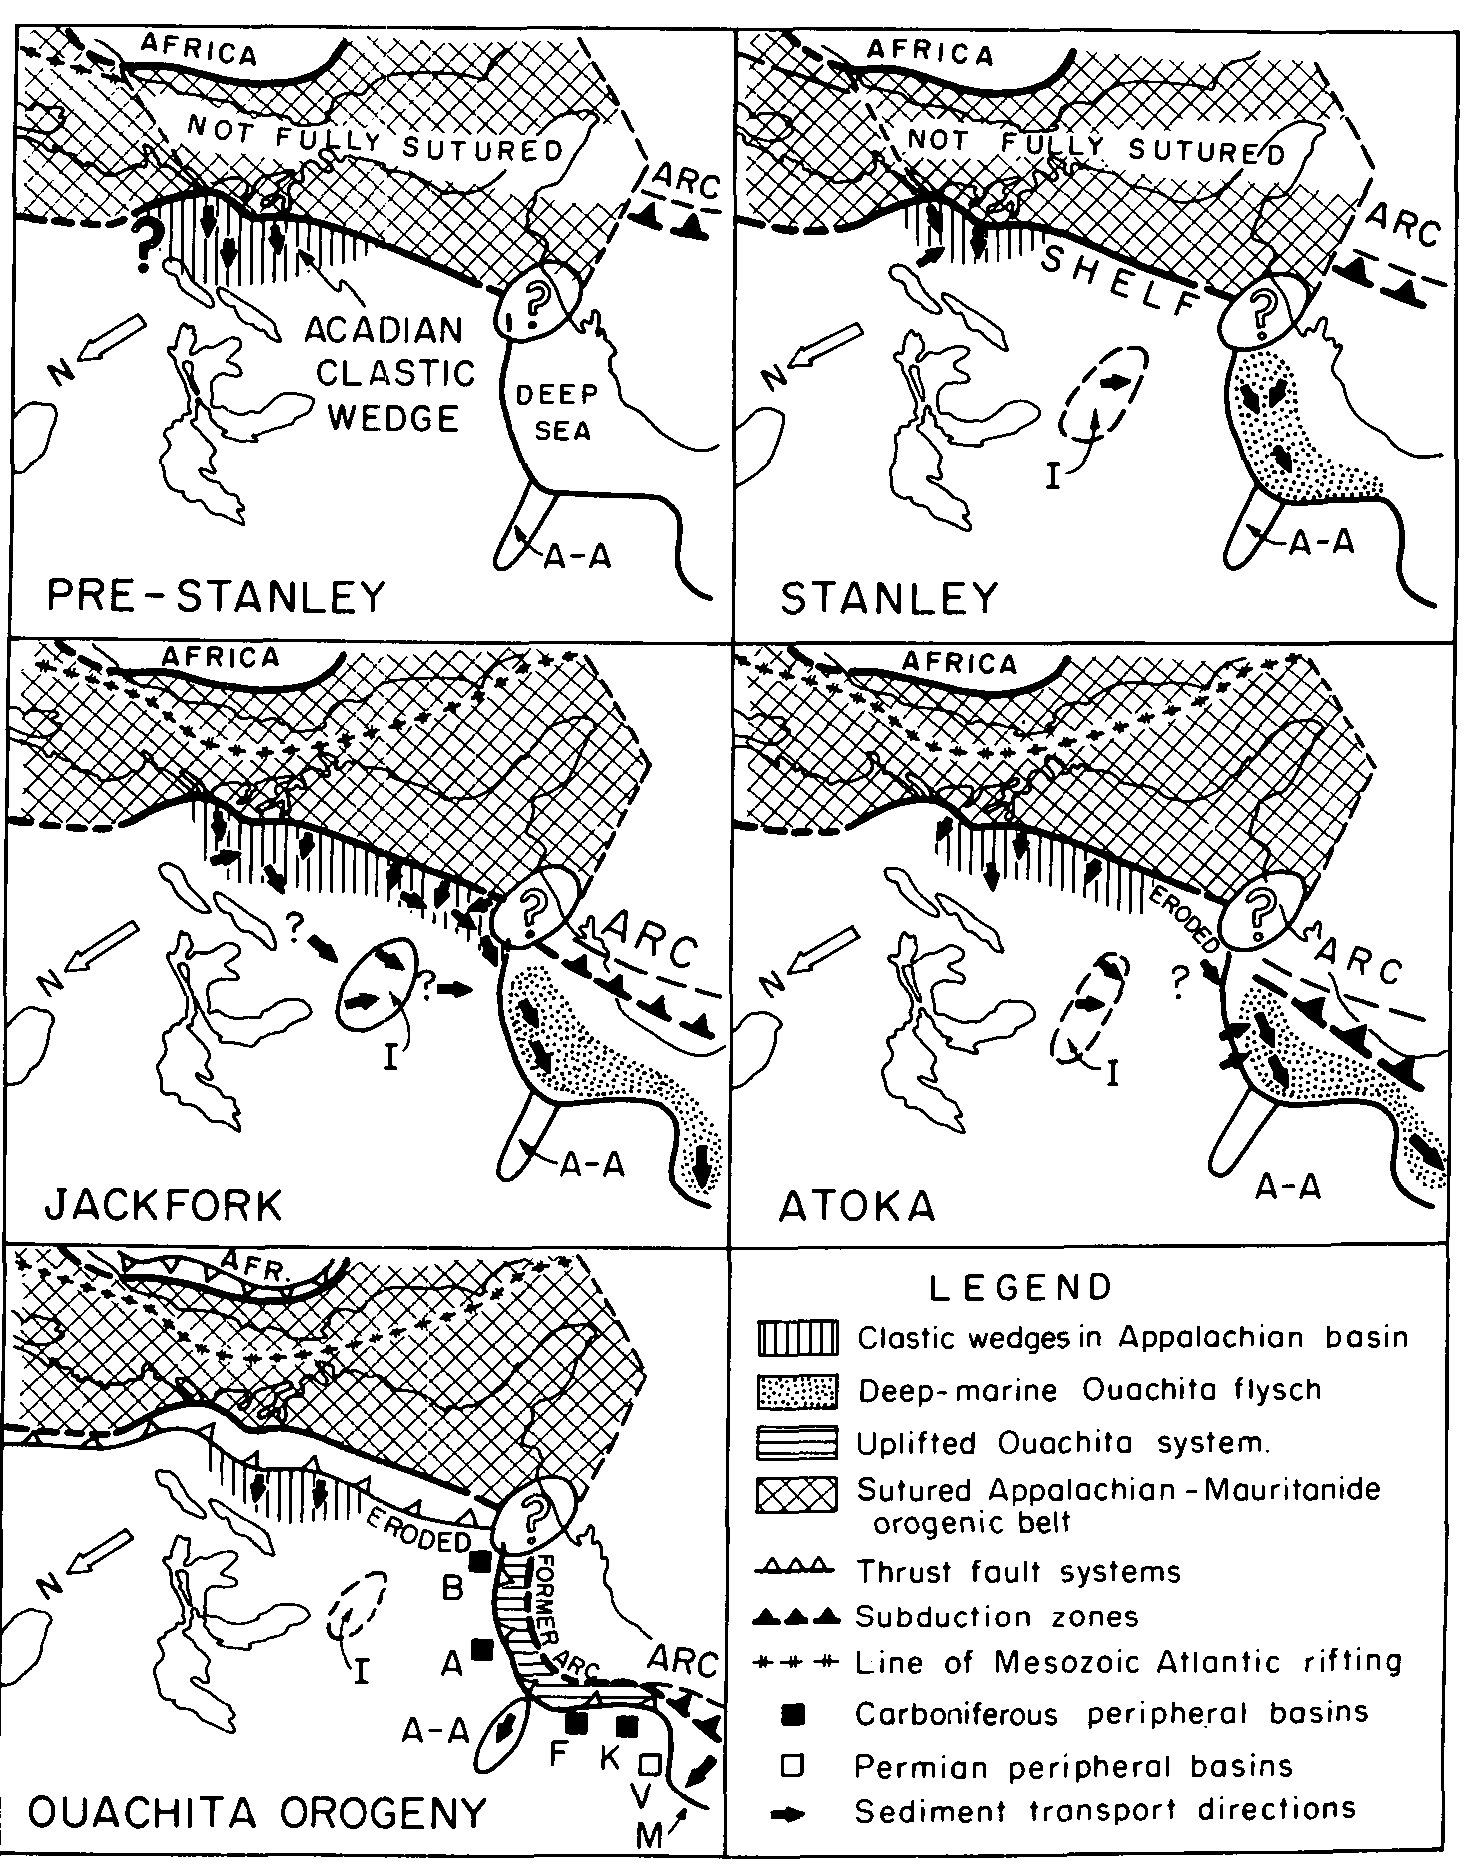 AFRICA
NOT FULLY SUTURED
ARC
?
?
N
ACADIAN
CLASTIC
WEDGE
DEEP
SEA
A-A
PRE-STANLEY
AFRICA
NOT FULLY SUTURED
ARC
SHELF
?
N
I
A-A
STANLEY
AFRICA
?
ARC
?
N
?
I
A-A
JACKFORK
AFRICA
ERODED
?
ARC
?
N
I
A-A
ATOKA
AFR.
ERODED
?
N
B
FORMER
ARC
A
ARC
I
A-A
F
K
V
M
OUACHITA OROGENY
LEGEND
Clastic wedges in Appalachian basin
Deep-marine Ouachita flysch
Uplifted Ouachita system.
Sutured Appalachian-Mauritanide
orogenic belt
Thrust fault systems
Subduction zones
Line of Mesozoic Atlantic rifting
Carboniferous peripheral basins
Permian peripheral basins
Sediment transport directions